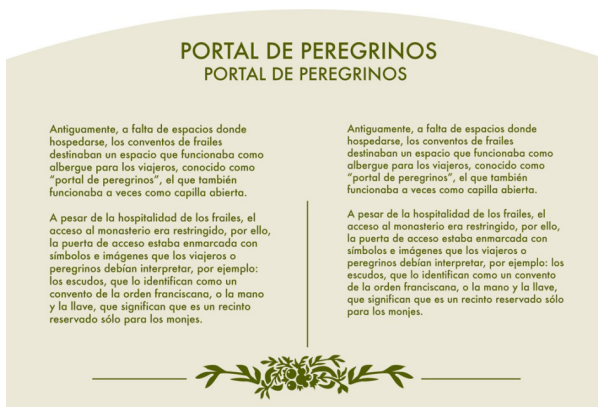 PORTAL DE PEREGRINOS
PORTAL DE PEREGRINOS
Antiguamente, a falta de espacios donde
hospedarse, los conventos de frailes
destinaban un espacio que funcionaba como
albergue para los viajeros, conocido como
“portal de peregrinos”, el que también
funcionaba a veces como capilla abierta.
A pesar de la hospitalidad de los frailes, el
acceso al monasterio era restringido, por ello,
la puerta de acceso estaba enmarcada con
símbolos e imágenes que los viajeros o
peregrinos debían interpretar, por ejemplo:
los escudos, que lo identifican como un
convento de la orden franciscana, o la mano
y la llave, que significan que es un recinto
reservado sólo para los monjes.
Antiguamente, a falta de espacios donde
hospedarse, los conventos de frailes
destinaban un espacio que funcionaba como
albergue para los viajeros, conocido como
“portal de peregrinos”, el que también
funcionaba a veces como capilla abierta.
A pesar de la hospitalidad de los frailes, el
acceso al monasterio era restringido, por ello,
la puerta de acceso estaba enmarcada con
símbolos e imágenes que los viajeros o
peregrinos debían interpretar, por ejemplo: los
escudos, que lo identifican como un convento
de la orden franciscana, o la mano y la llave,
que significan que es un recinto reservado sólo
para los monjes.